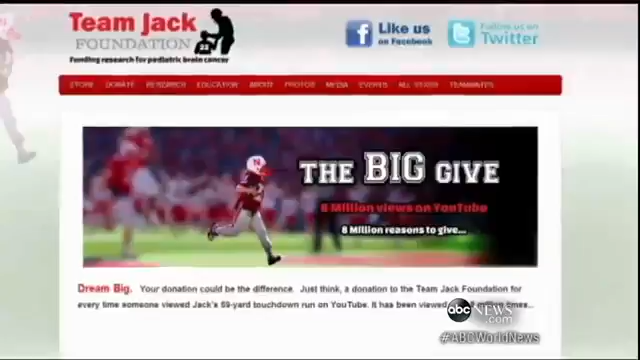 Team Jack
FOUNDATION
Funding research for pediatric brain cancer
Like us
on Facebook
Follow us on
Twitter
STORE DONATE RESEARCH EDUCATION ABOUT PHOTOS MEDIA EVENTS TEAMMATES
THE BIG GIVE
8 Million views on YouTube
8 Million reasons to give...
Dream Big. Your donation could be the difference. Just think, a donation to the Team Jack Foundation for
every time someone viewed Jack's 69-yard touchdown run on YouTube. It has been viewed
abc NEWS
.com
#ABCWorldNews